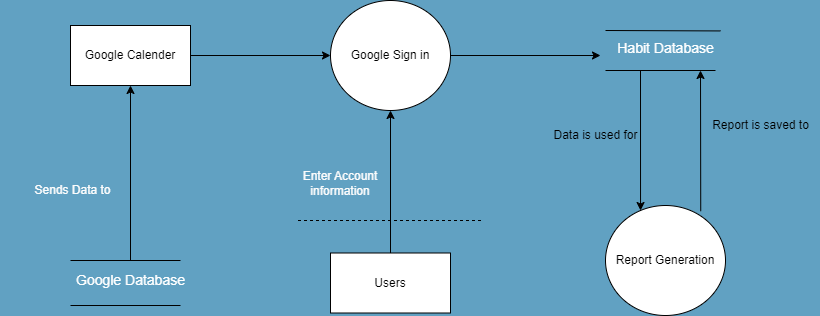 Google Calender
Google Sign in
Habit Database
Data is used for
Report is saved to
Sends Data to
Enter Account
information
Google Database
Users
Report Generation